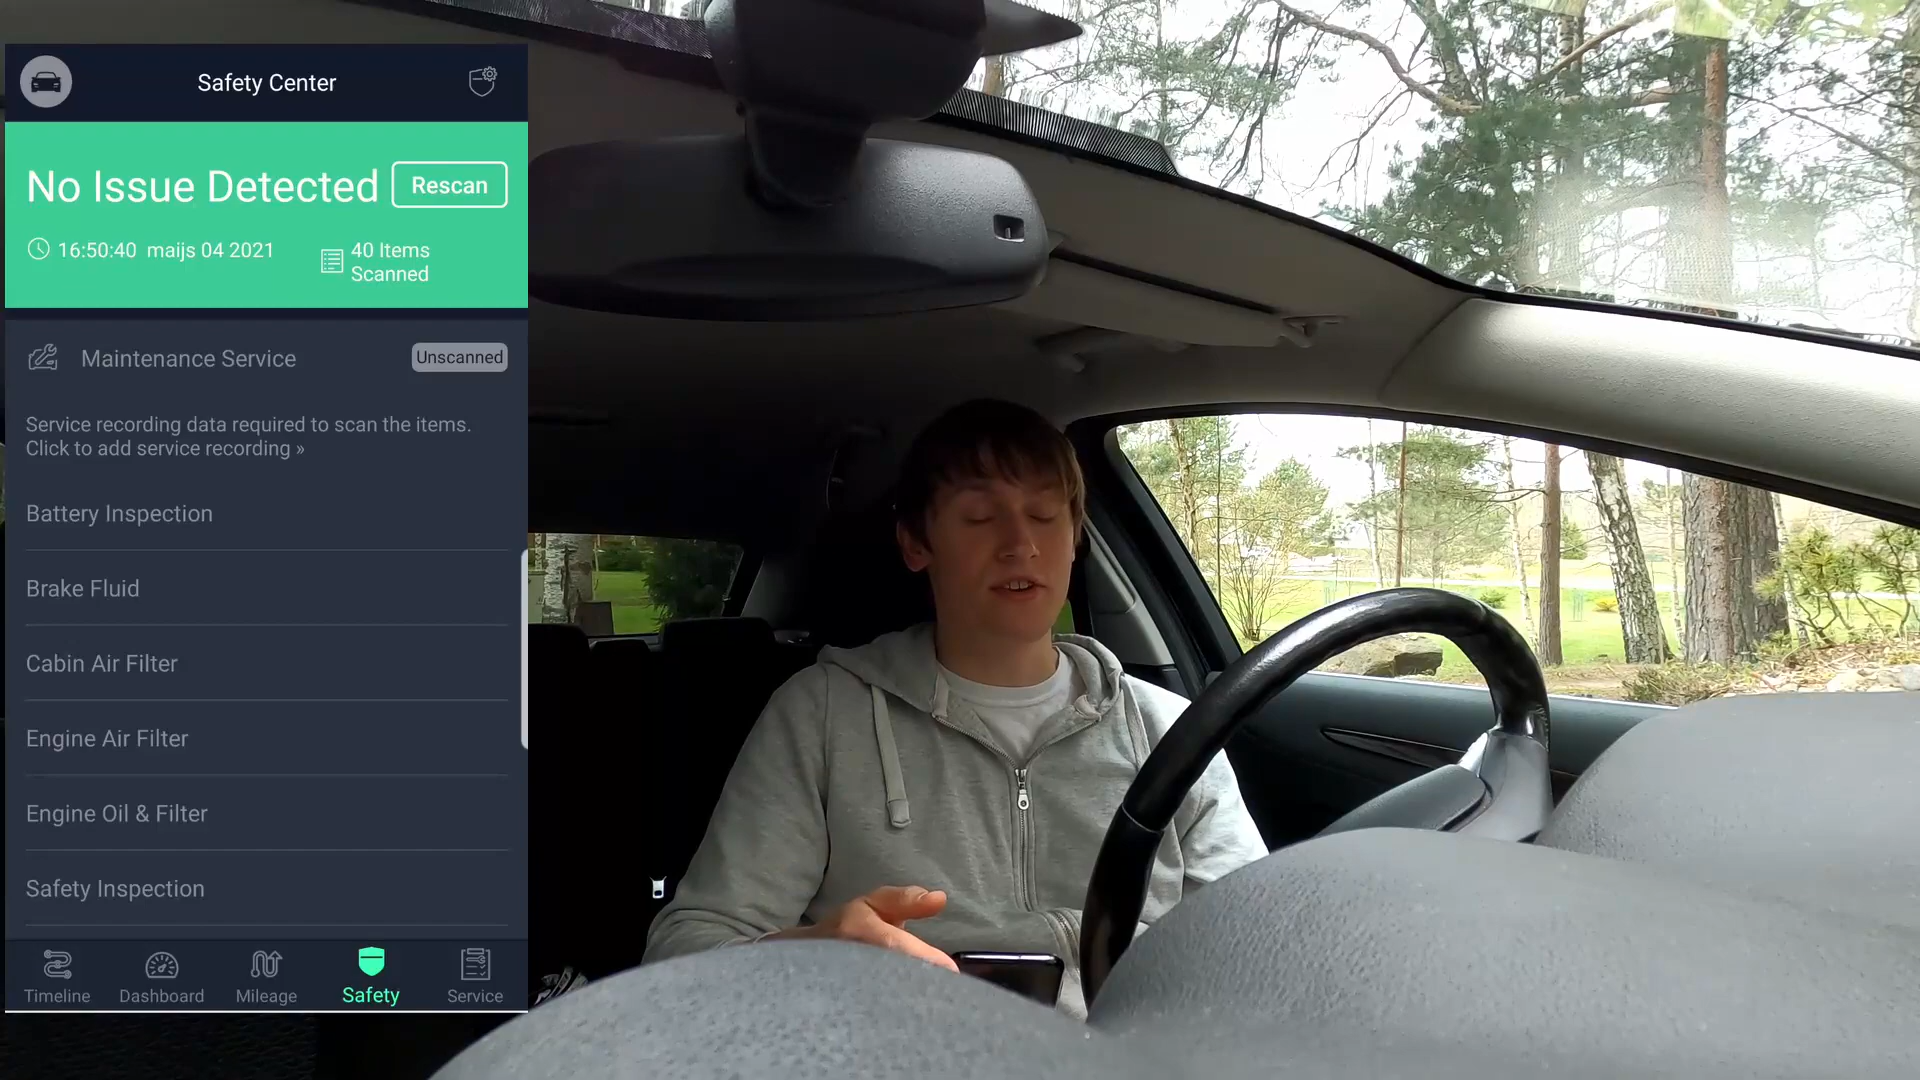 Safety Center
No Issue Detected
Rescan
16:50:40 maijs 04 2021
40 Items
Scanned
Maintenance Service
Unscanned
Service recording data required to scan the items.
Click to add service recording »
Battery Inspection
Brake Fluid
Cabin Air Filter
Engine Air Filter
Engine Oil & Filter
Safety Inspection
Timeline
Dashboard
Mileage
Safety
Service